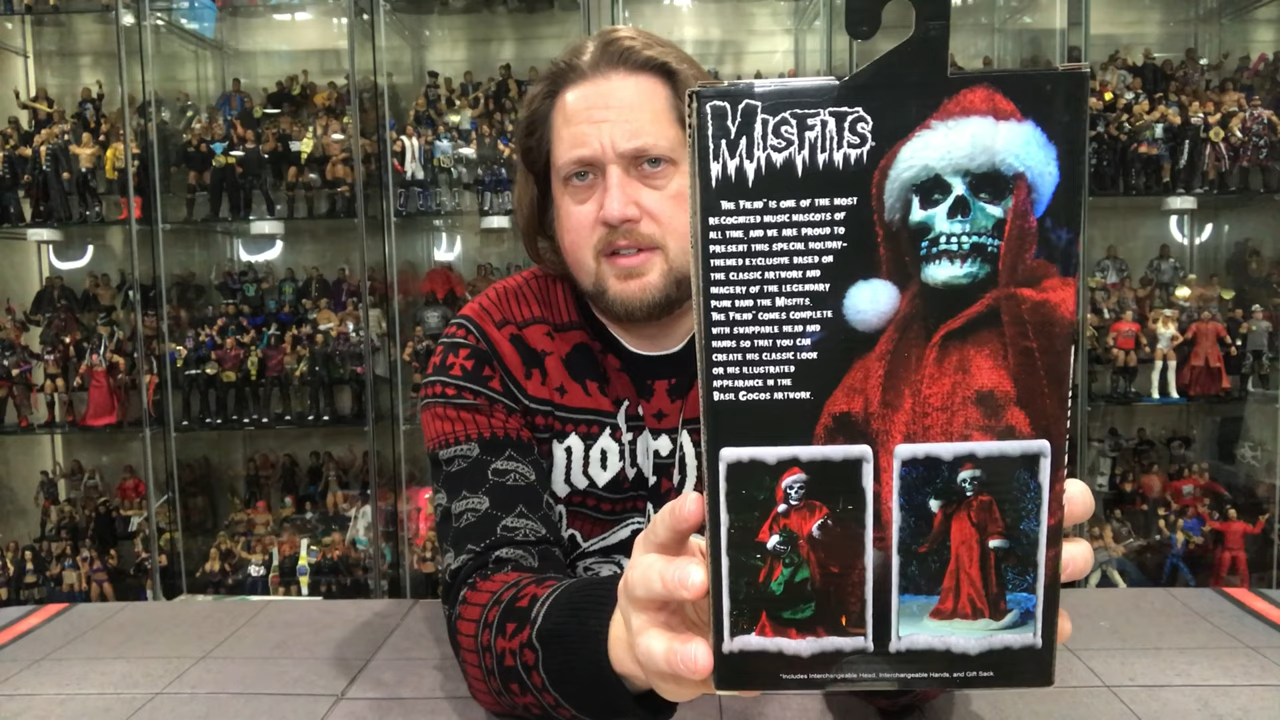 MISFITS
THE FIEND™ IS ONE OF THE MOST
RECOGNIZED MUSIC MASCOTS OF
ALL TIME, AND WE ARE PROUD TO
PRESENT THIS SPECIAL HOLIDAY-
THEMED EXCLUSIVE BASED ON
THE CLASSIC ARTWORK AND
IMAGERY OF THE LEGENDARY
PUNK BAND THE MISFITS.
THE FIEND™ COMES COMPLETE
WITH SWAPPABLE HEAD AND
HANDS SO THAT YOU CAN
CREATE HIS CLASSIC LOOK
OR HIS ILLUSTRATED
APPEARANCE IN THE
BASIL GOGOS ARTWORK.
*Includes Interchangeable Head, Interchangeable Hands, and Gift Sack